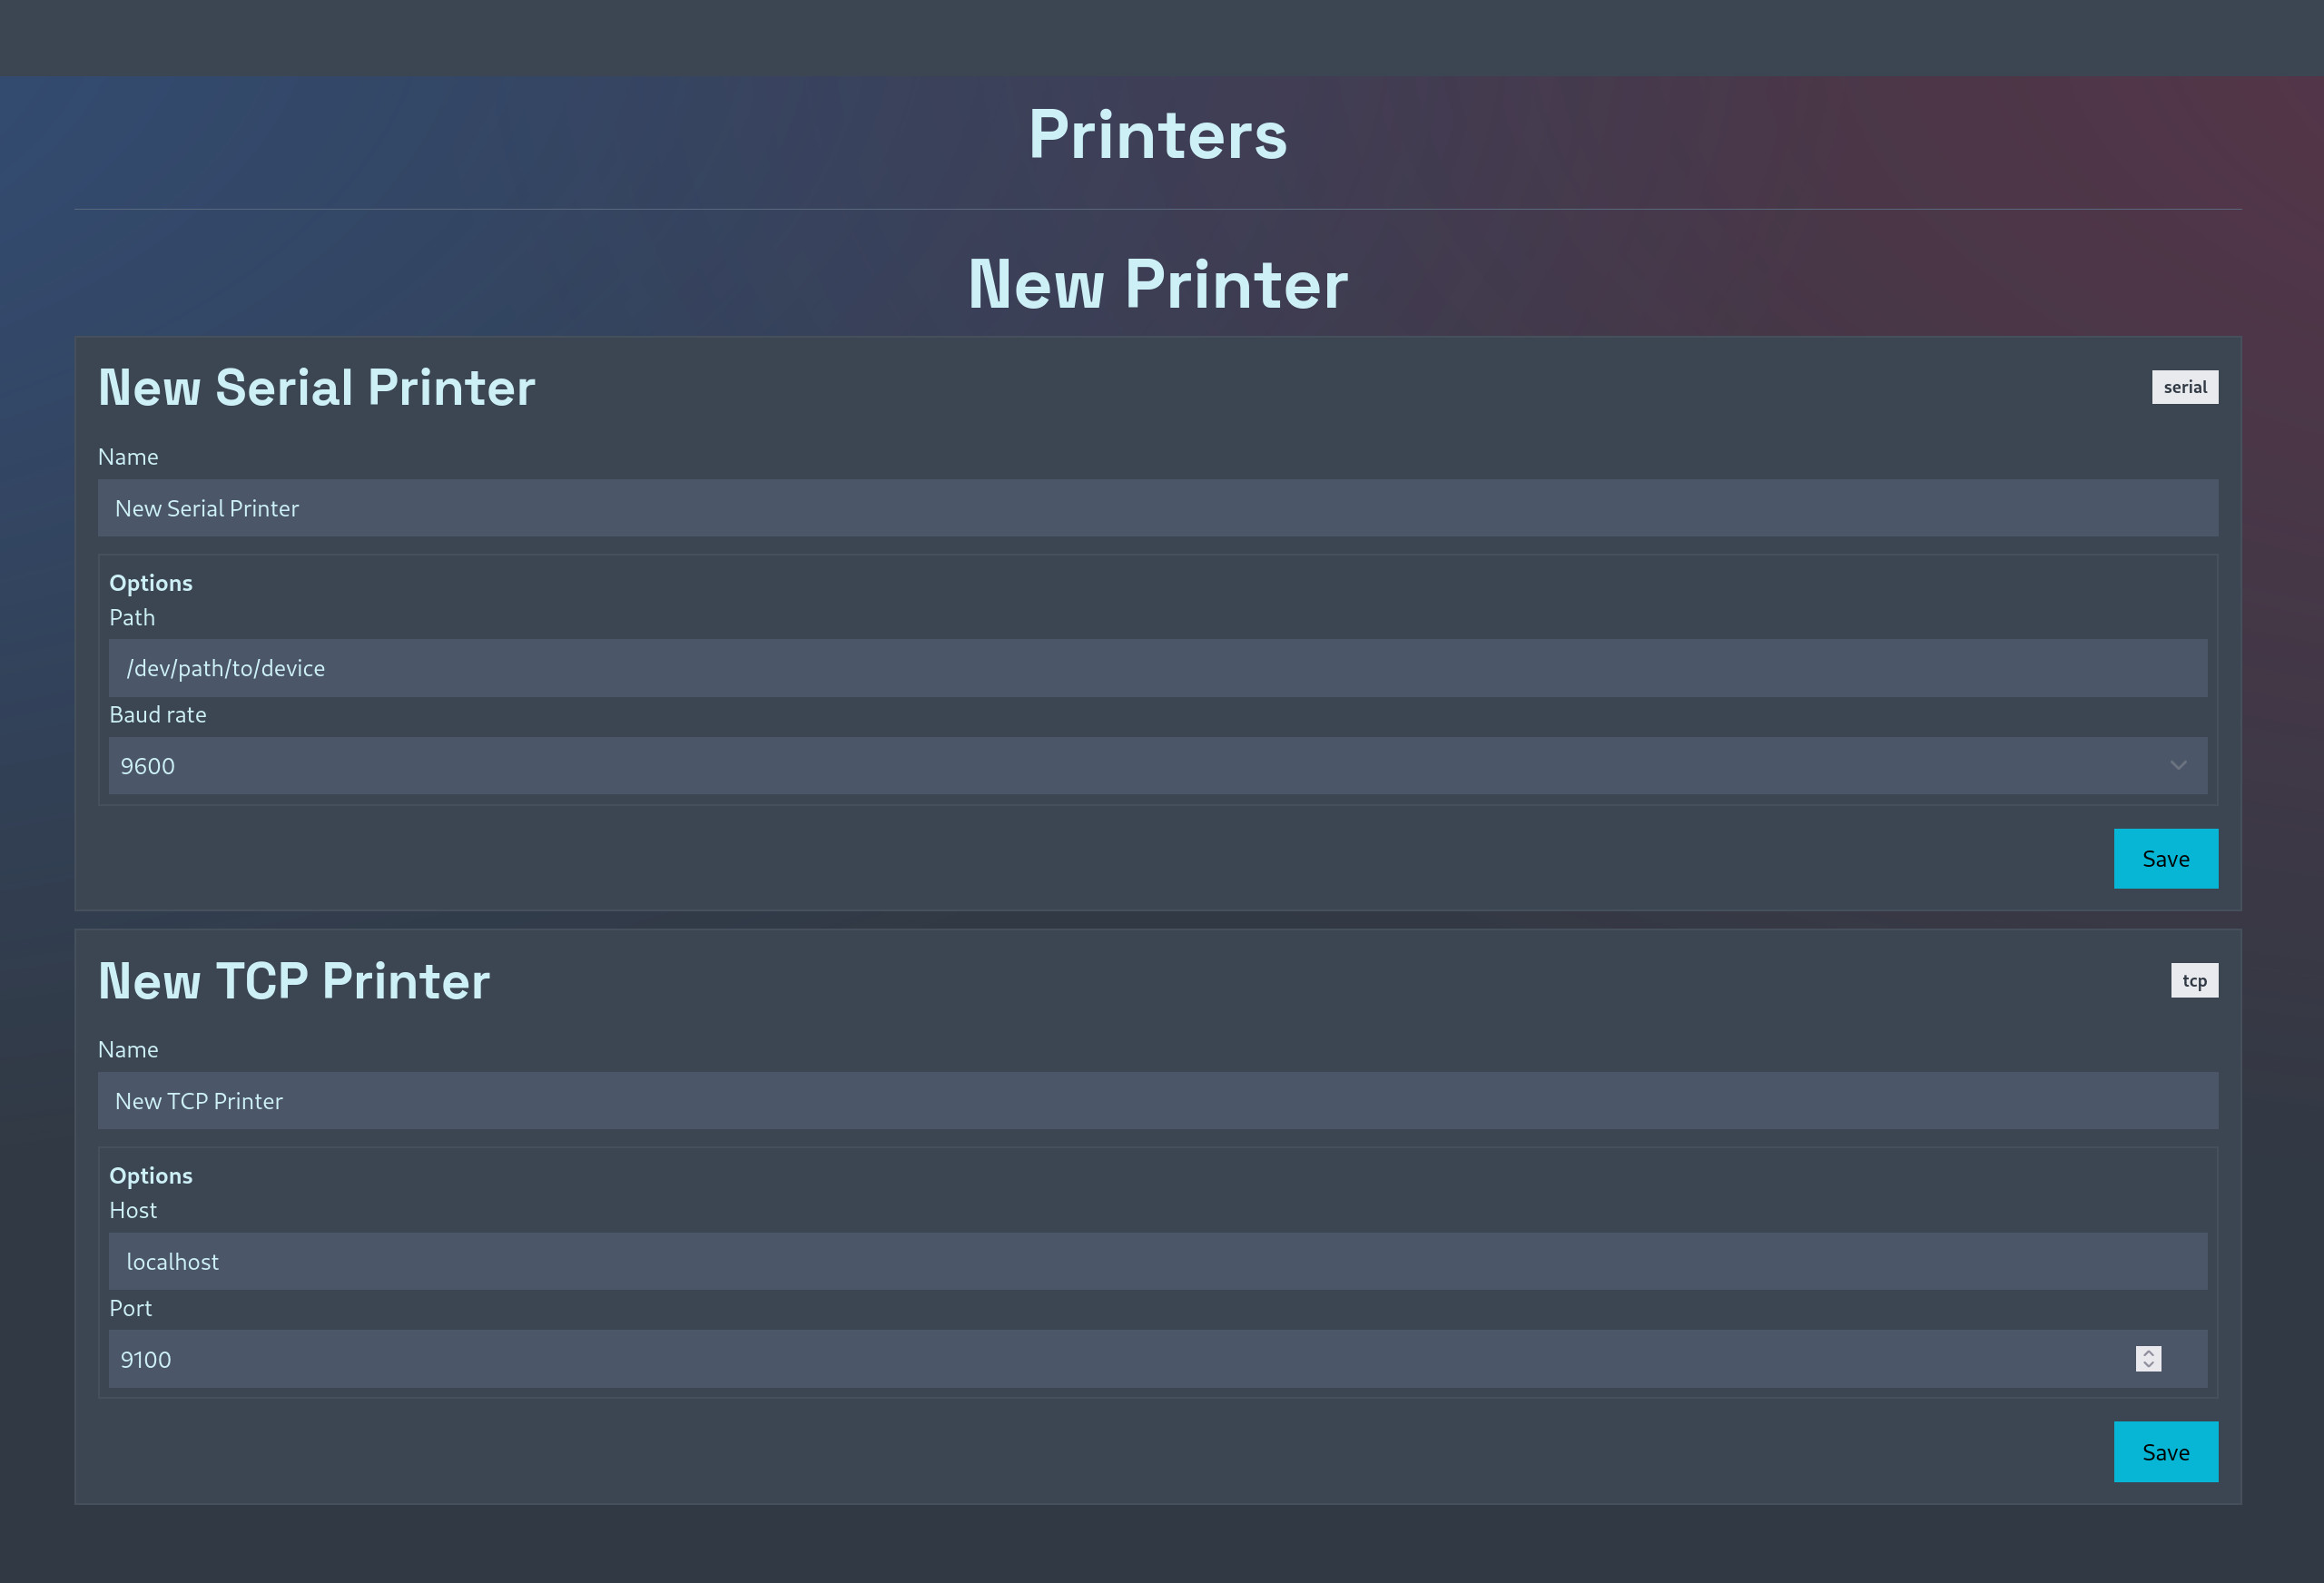 Printers
New Printer
New Serial Printer
serial
Name
New Serial Printer
Options
Path
/dev/path/to/device
Baud rate
9600
Save
New TCP Printer
tcp
Name
New TCP Printer
Options
Host
localhost
Port
9100
Save